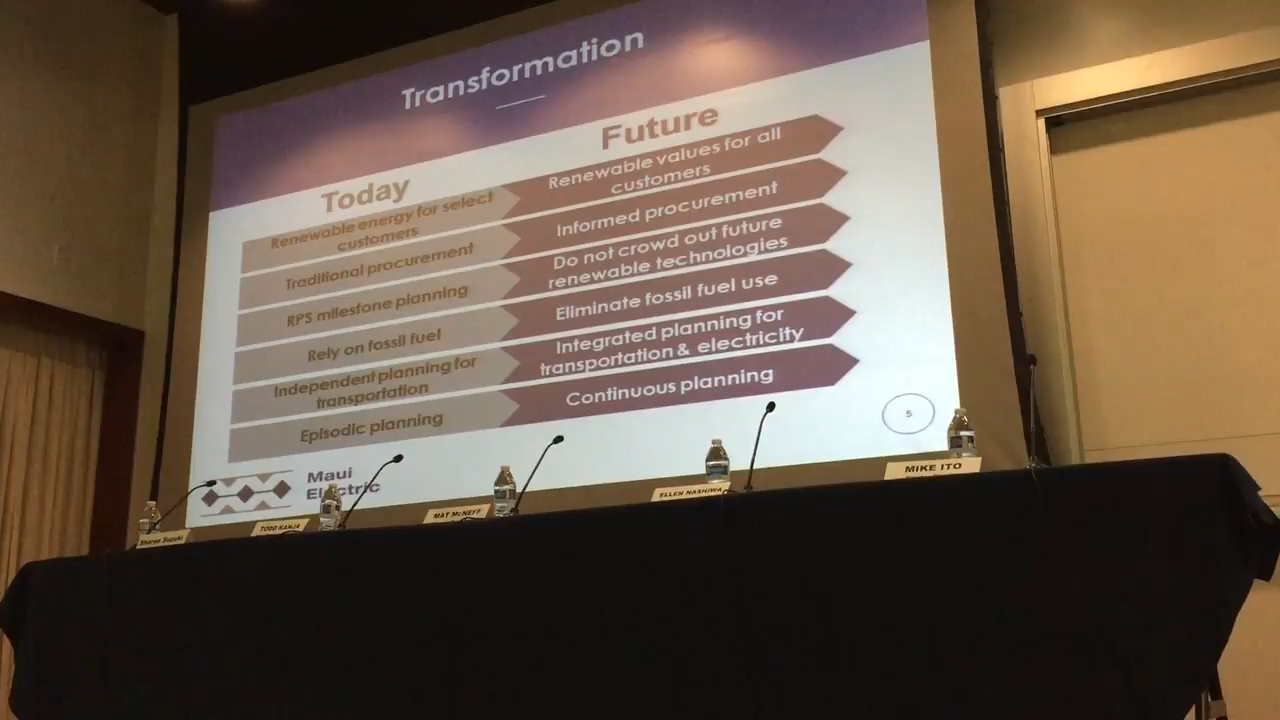 Transformation
Today
Future
Renewable energy for select
customers
Renewable values for all
customers
Traditional procurement
Informed procurement
RPS milestone planning
Do not crowd out future
renewable technologies
Rely on fossil fuel
Eliminate fossil fuel use
Independent planning for
transportation
Integrated planning for
transportation & electricity
Episodic planning
Continuous planning
5
Maui
Electric
Sharon Suzuki
TODD KANJA
MAT McNEFF
ELLEN NASHIWA
MIKE ITO